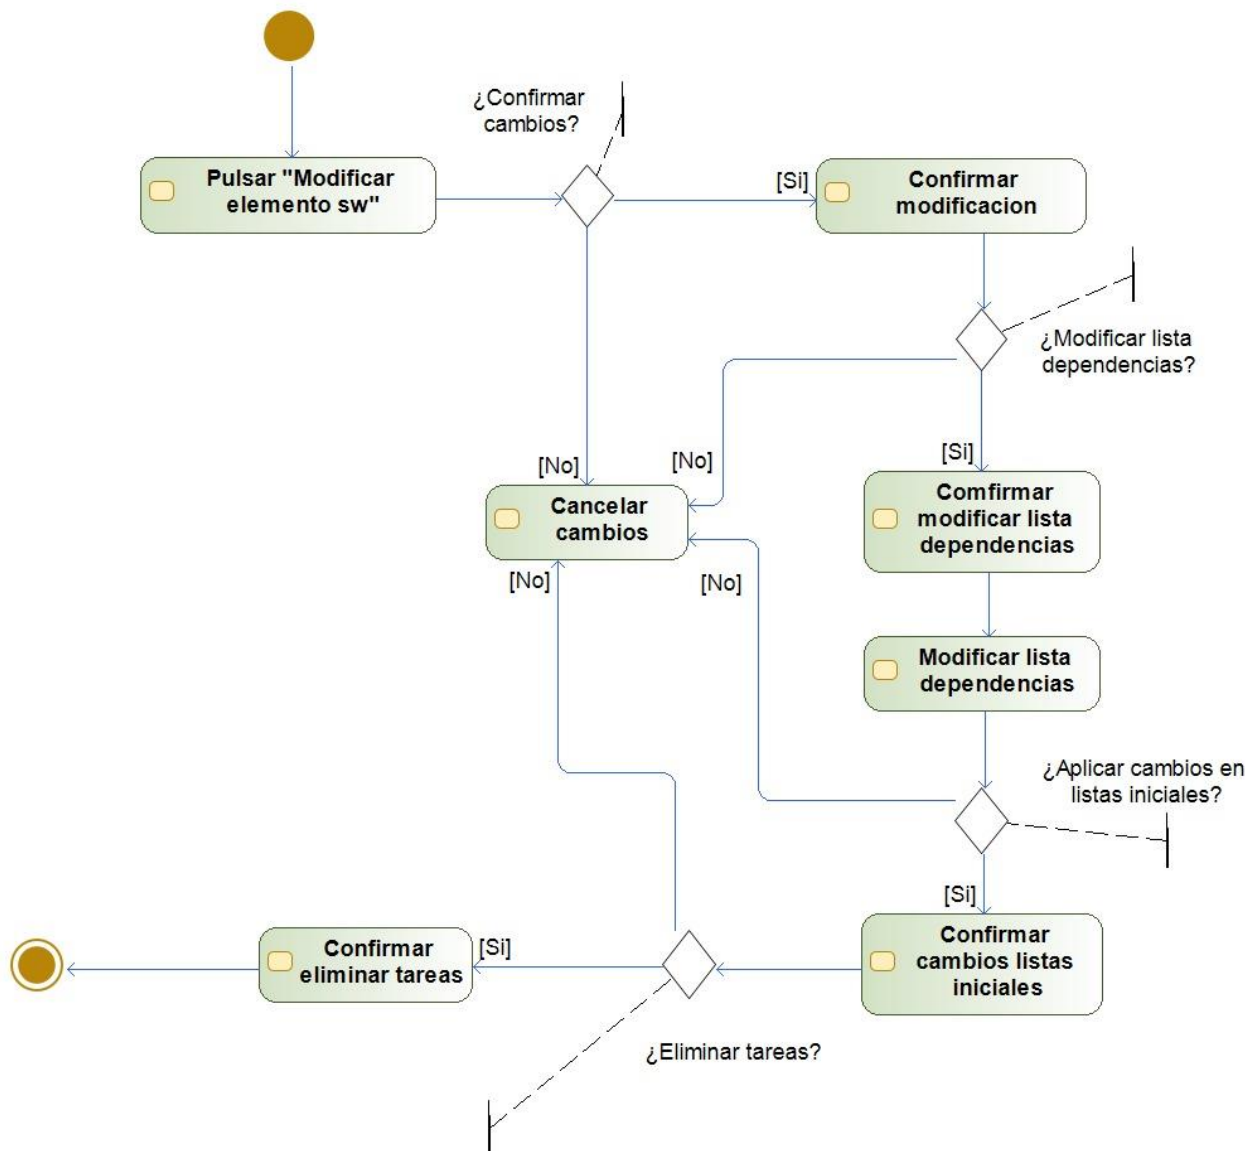 ¿Confirmar
cambios?
Pulsar "Modificar
elemento sw"
[Si]
Confirmar
modificacion
¿Modificar lista
dependencias?
[No]
[No]
[Si]
Cancelar
cambios
Comfirmar
modificar lista
dependencias
[No]
[No]
Modificar lista
dependencias
¿Aplicar cambios en
listas iniciales?
[Si]
Confirmar
eliminar tareas
[Si]
Confirmar
cambios listas
iniciales
¿Eliminar tareas?